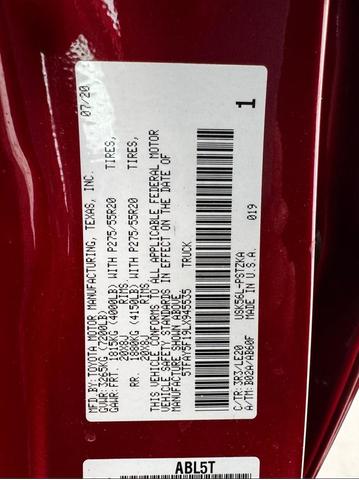 MFD.BY: TOYOTA MOTOR MANUFACTURING, TEXAS, INC. 07/20
GVWR: 3265KG (7200LB)
GAWR: FRT. 1815KG (4000LB) WITH P275/55R20 TIRES,
20X8J RIMS
RR. 1880KG (4150LB) WITH P275/55R20 TIRES,
20X8J RIMS
THIS VEHICLE CONFORMS TO ALL APPLICABLE FEDERAL MOTOR
VEHICLE SAFETY STANDARDS IN EFFECT ON THE DATE OF
MANUFACTURE SHOWN ABOVE.
5TFAY5F13LX945535 TRUCK
019 1
C/TR: 3R3/LE20 USK56L-PSTZKA
A/TM: B02A/AB60F MADE IN U.S.A.
ABL5T